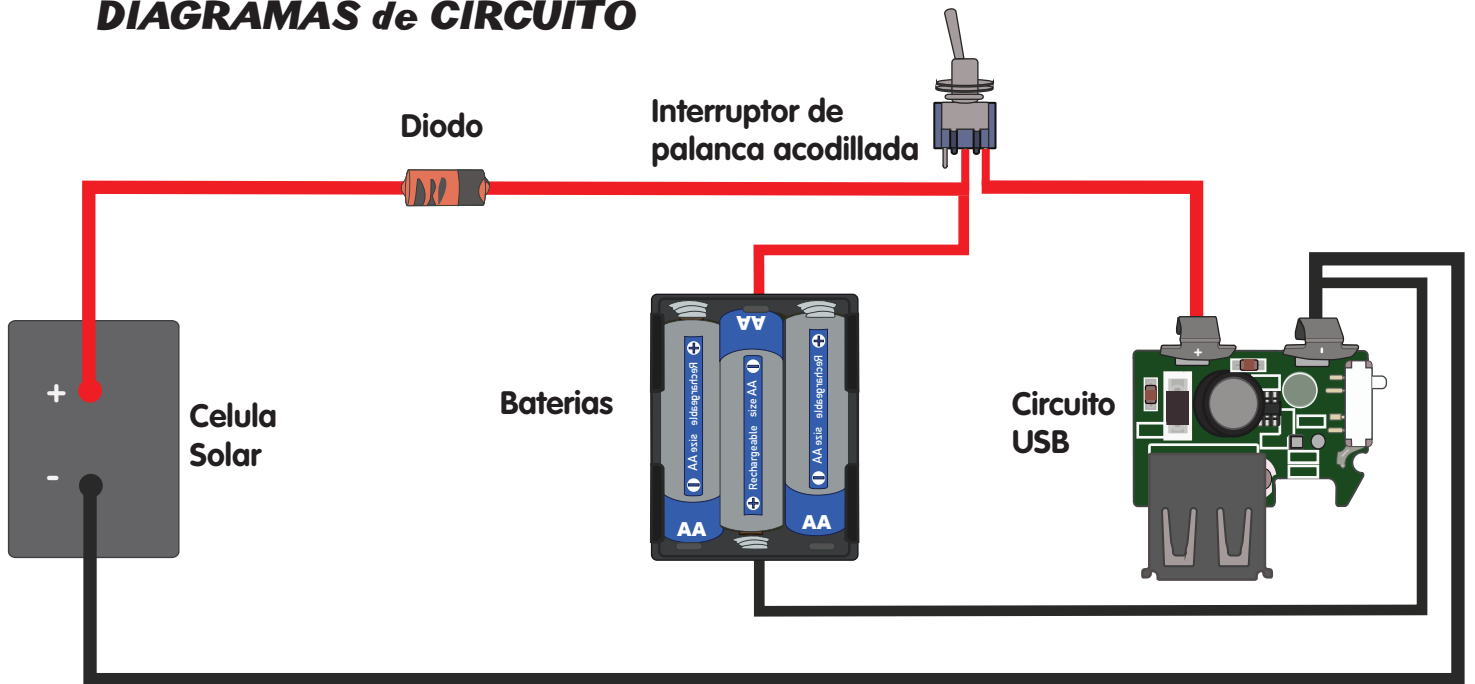 DIAGRAMAS de CIRCUITO
Diodo
Interruptor de
palanca acodillada
+
-
Celula
Solar
Baterias
AA
+ Rechargeable size AA -
AA
- Rechargeable size AA +
+ Rechargeable size AA -
AA
Circuito
USB
+
-